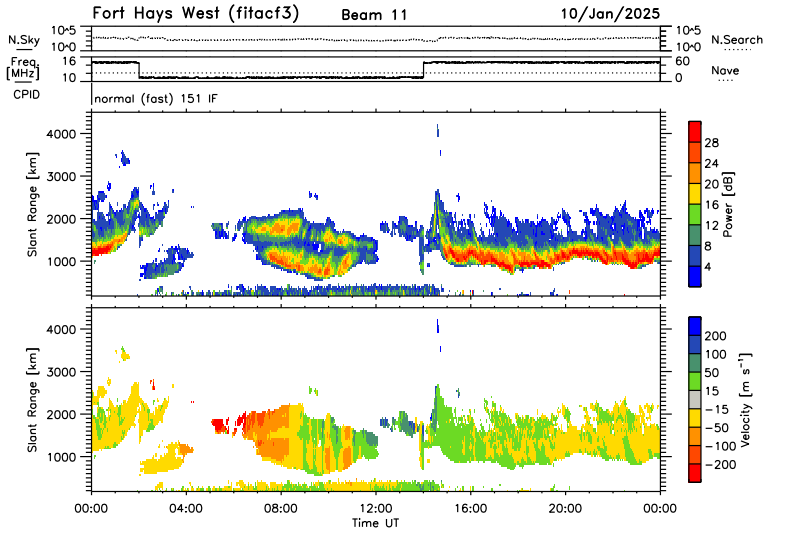 Fort Hays West (fitacf3) Beam 11 10/Jan/2025
N.Sky 10^5 10^0 10^5 10^0 N.Search
Freq. [MHz] 16 10 60 0 Nave
CPID normal (fast) 151 IF
Slant Range [km] 4000 3000 2000 1000
28 24 20 16 12 8 4 Power [dB]
Slant Range [km] 4000 3000 2000 1000
200 100 50 15 −15 −50 −100 −200 Velocity [m s⁻¹]
00:00 04:00 08:00 12:00 16:00 20:00 00:00
Time UT